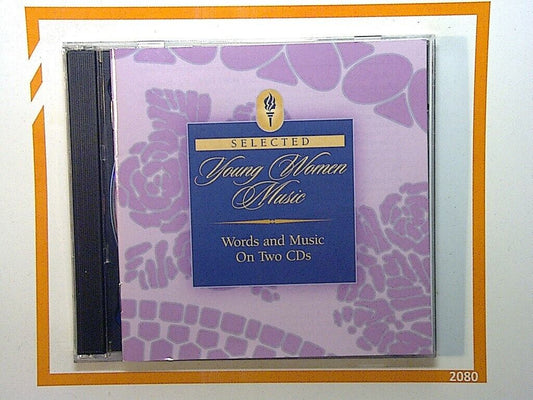 SELECTED
Young Women
Music
Words and Music
On Two CDs
2080